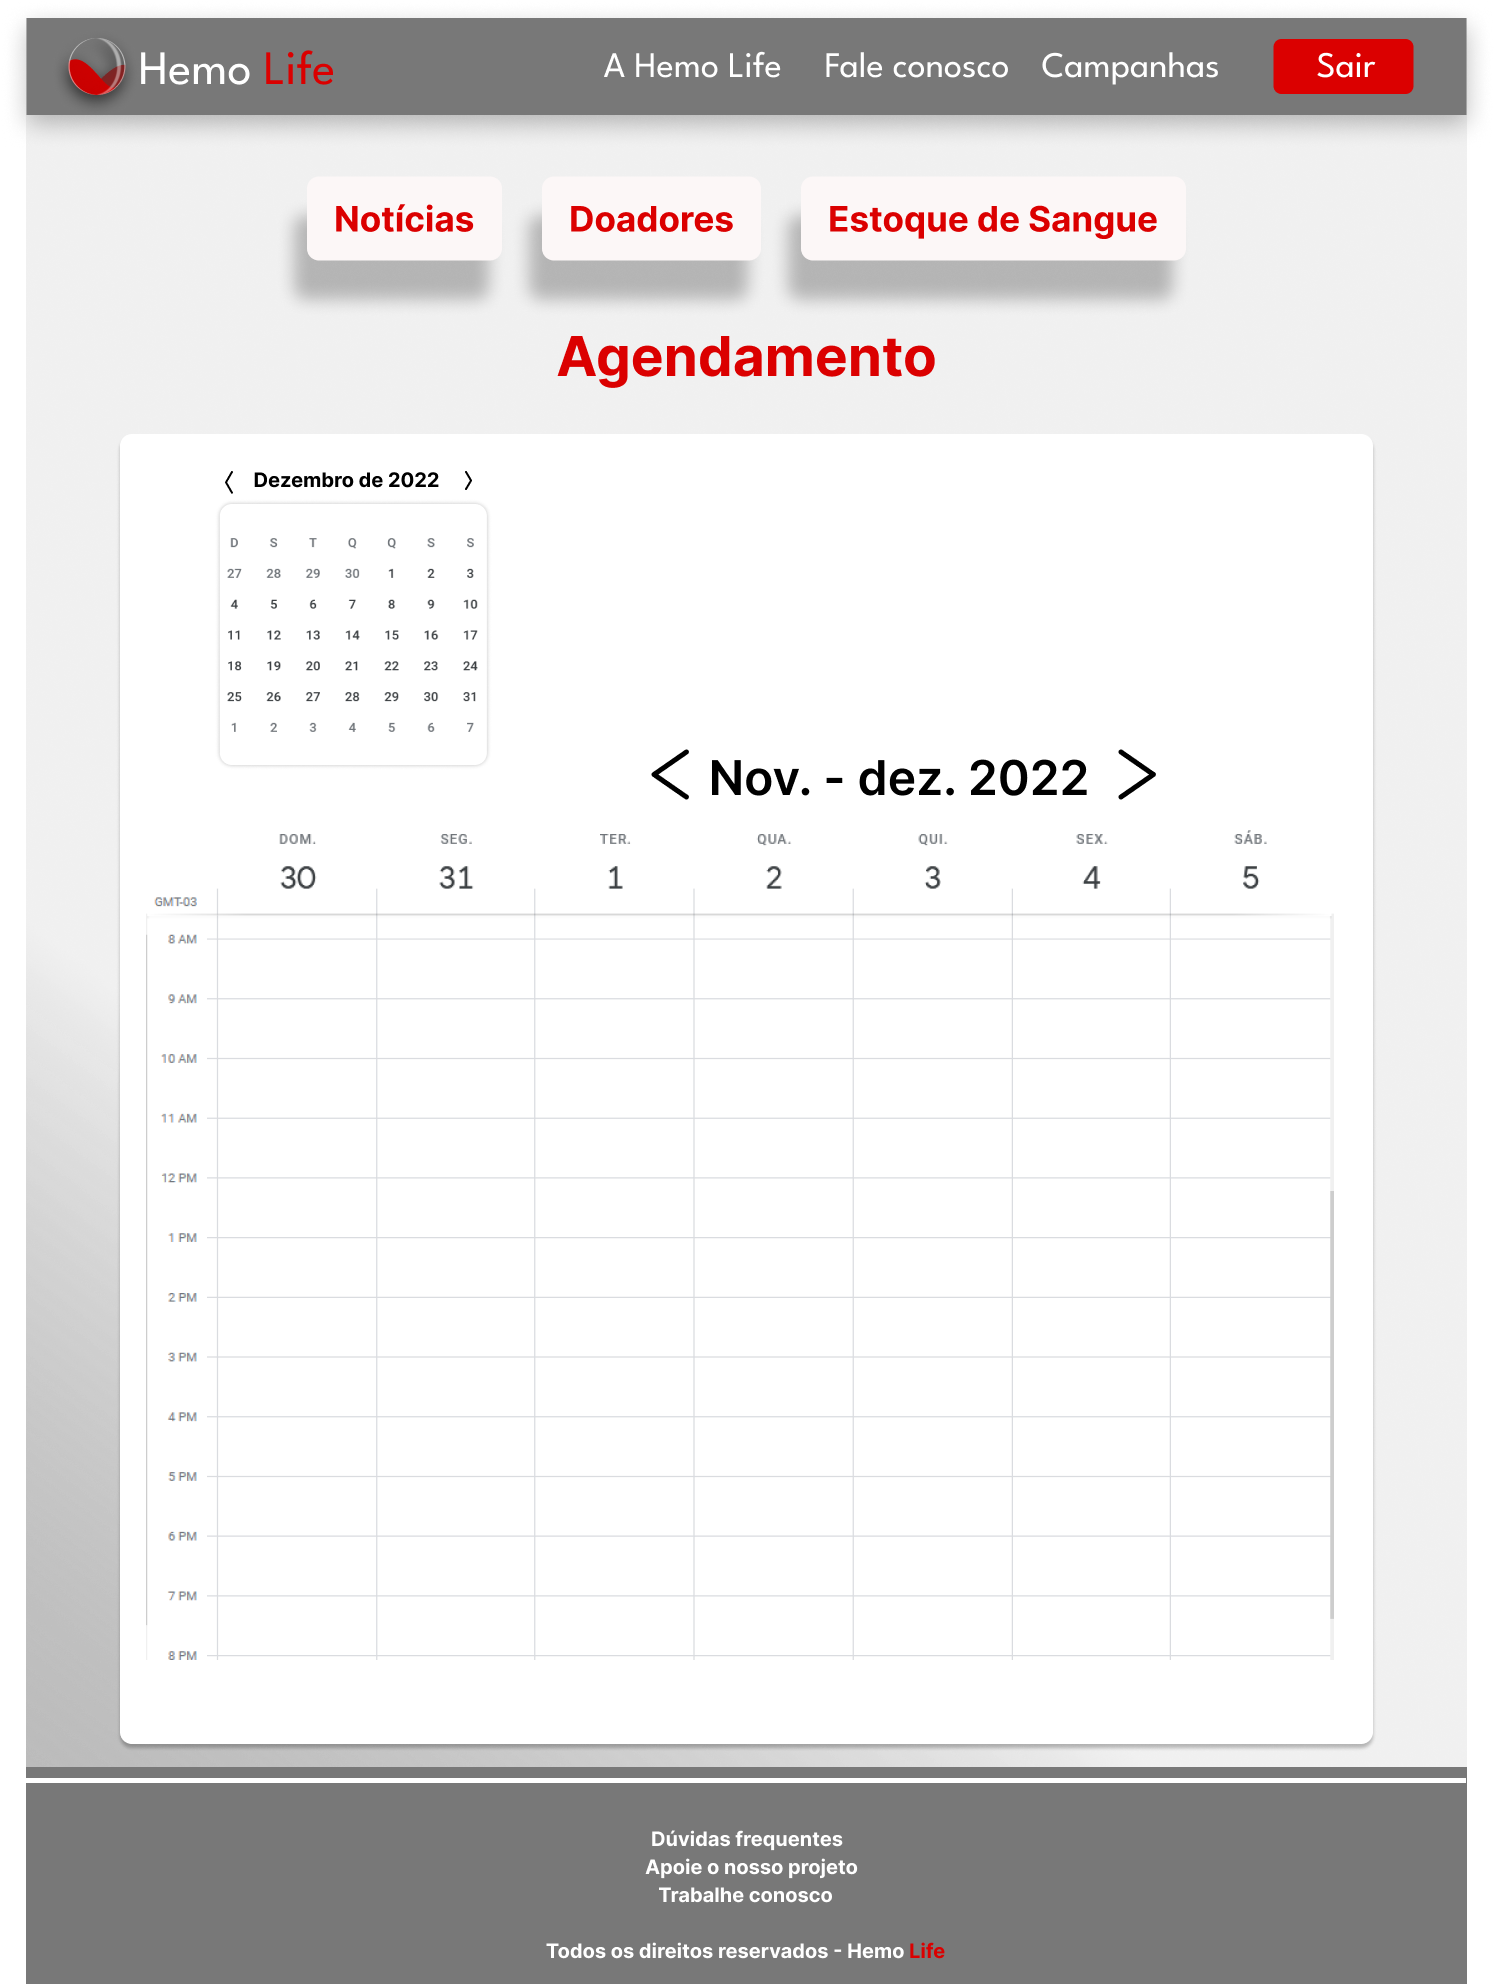 Hemo Life
A Hemo Life Fale conosco Campanhas Sair
Notícias Doadores Estoque de Sangue
Agendamento
Dezembro de 2022
D S T Q Q S S
27 28 29 30 1 2 3
4 5 6 7 8 9 10
11 12 13 14 15 16 17
18 19 20 21 22 23 24
25 26 27 28 29 30 31
1 2 3 4 5 6 7
Nov. - dez. 2022
DOM. SEG. TER. QUA. QUI. SEX. SÁB.
30 31 1 2 3 4 5
GMT-03
8 AM
9 AM
10 AM
11 AM
12 PM
1 PM
2 PM
3 PM
4 PM
5 PM
6 PM
7 PM
8 PM
Dúvidas frequentes
Apoie o nosso projeto
Trabalhe conosco
Todos os direitos reservados - Hemo Life